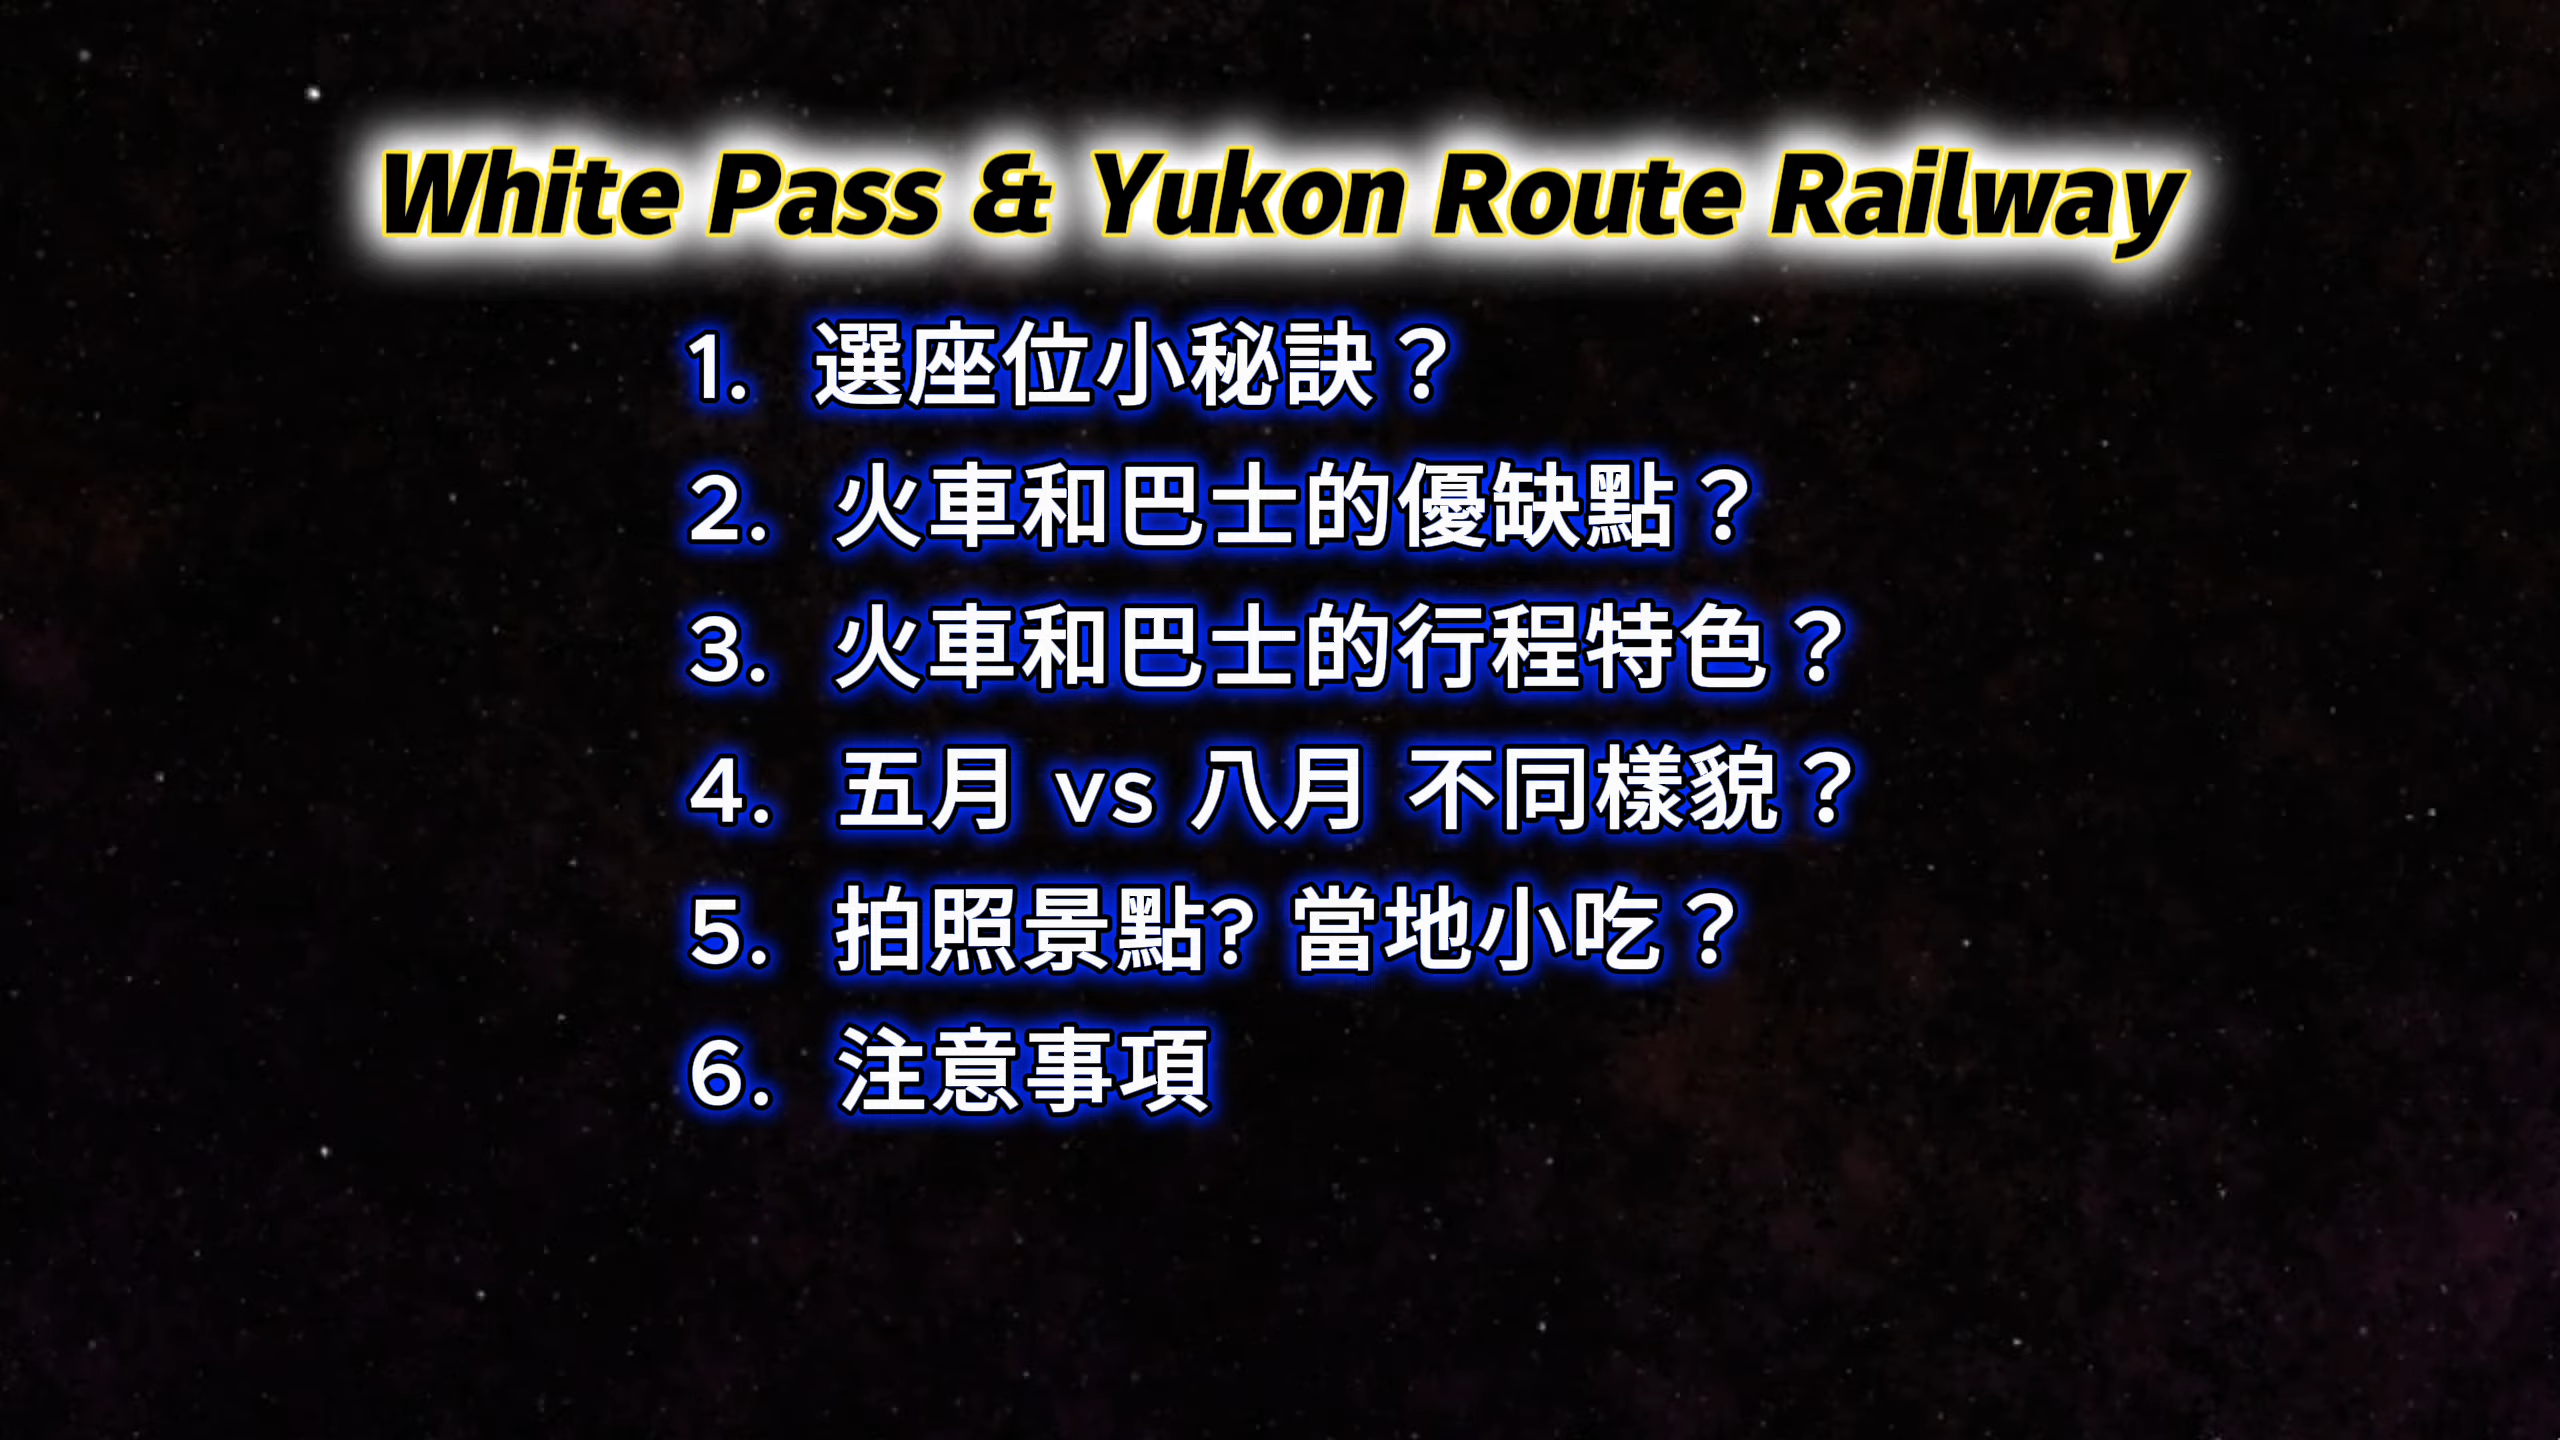 White Pass & Yukon Route Railway
1. 選座位小秘訣？
2. 火車和巴士的優缺點？
3. 火車和巴士的行程特色？
4. 五月 vs 八月 不同樣貌？
5. 拍照景點? 當地小吃？
6. 注意事項